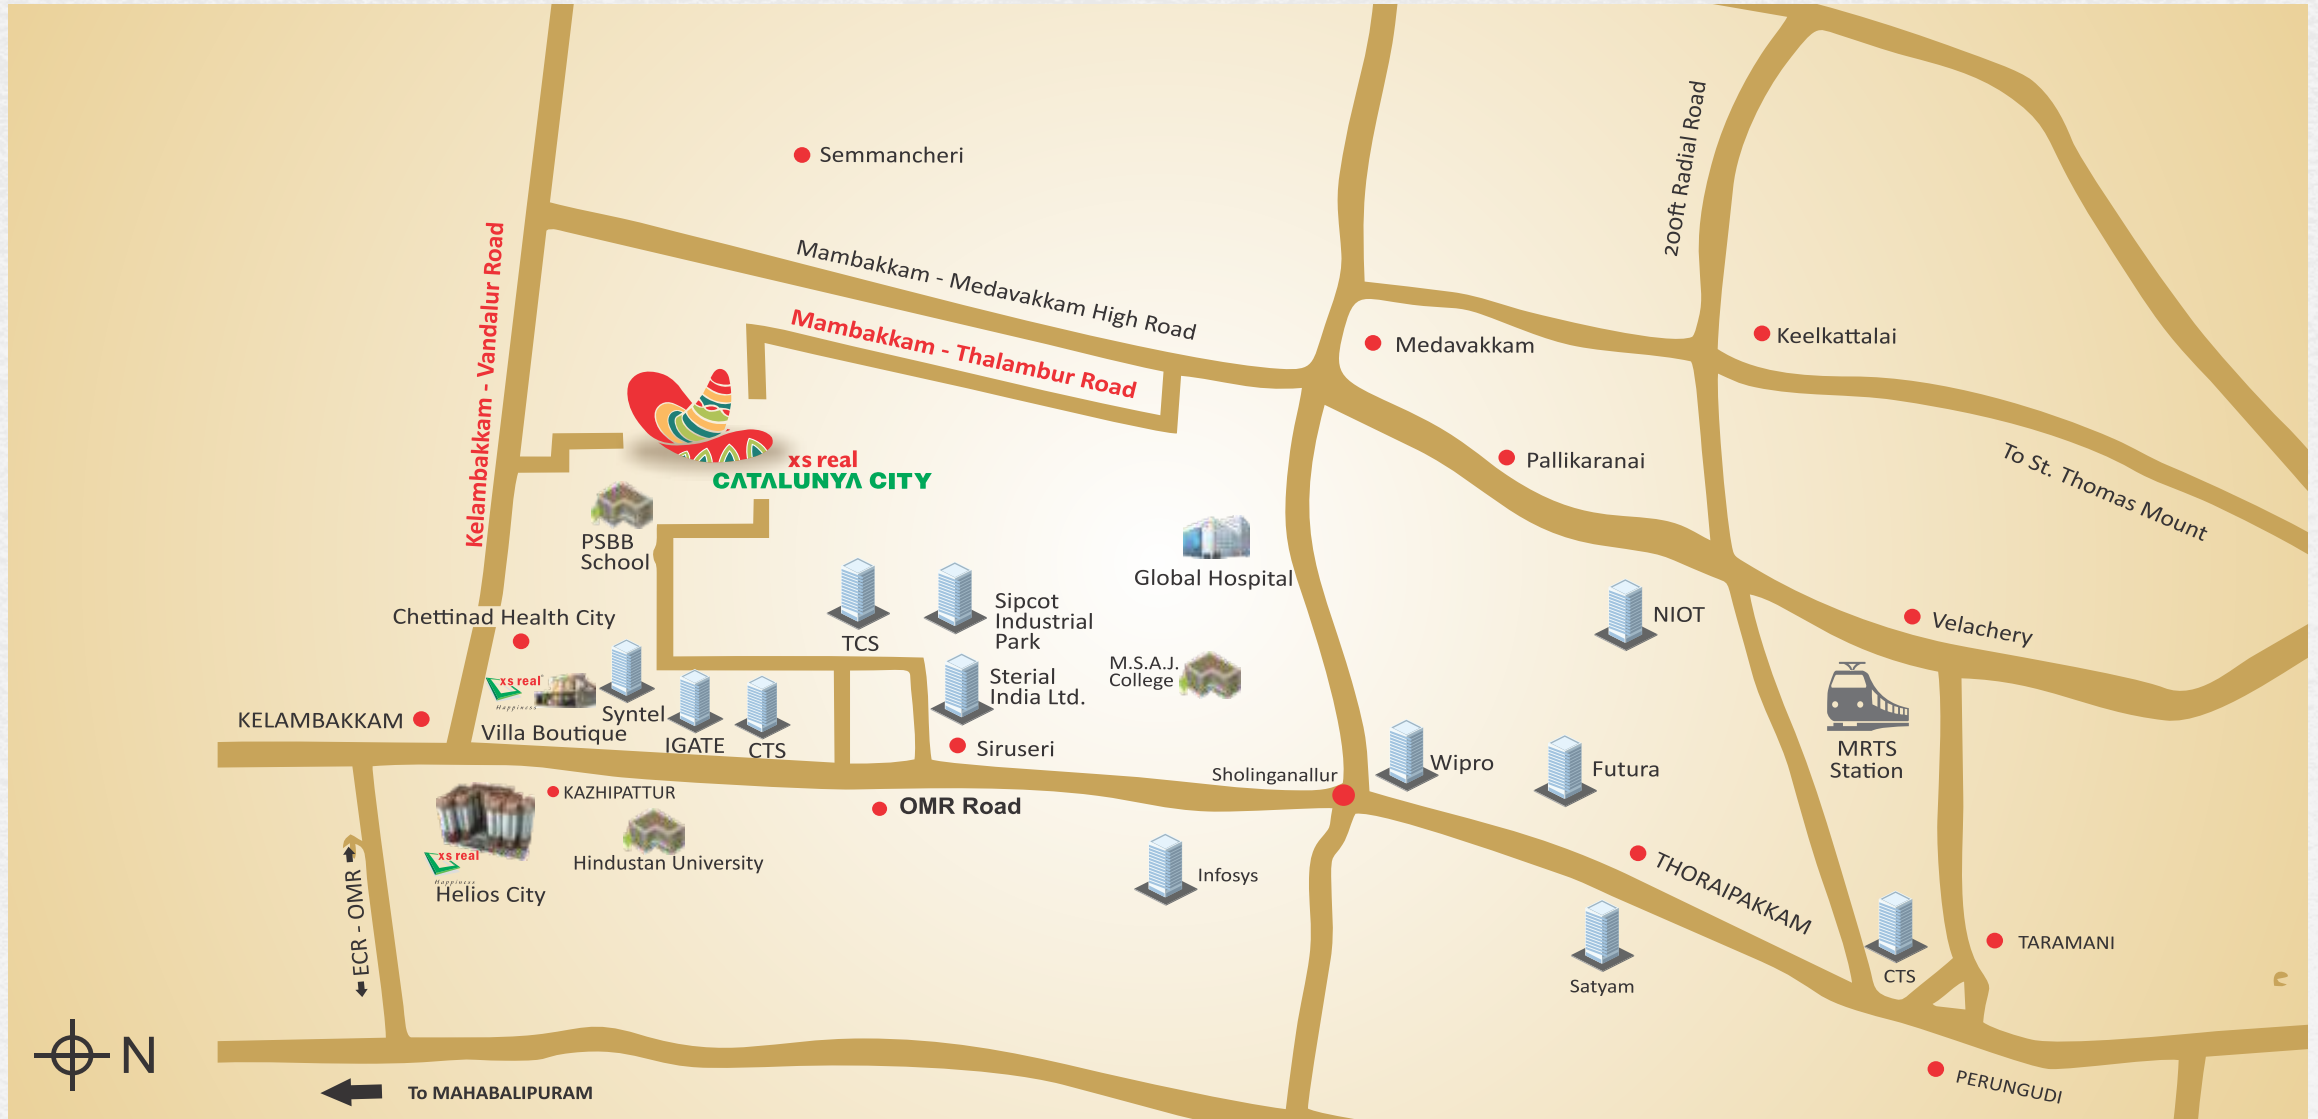 200ft Radial Road
Semmancheri
Mambakkam - Medavakkam High Road
Kelambakkam - Vandalur Road
Mambakkam - Thalambur Road
Medavakkam
Keelkattalai
xs real
CATALUNYA CITY
Pallikaranai
To St. Thomas Mount
PSBB
School
Global Hospital
Chettinad Health City
TCS
Sipcot
Industrial
Park
NIOT
Velachery
M.S.A.J.
College
Sterial
India Ltd.
xs real
Happiness
Villa Boutique
Syntel
IGATE
CTS
KELAMBAKKAM
Siruseri
Sholinganallur
Wipro
Futura
MRTS
Station
KAZHIPATTUR
OMR Road
Hindustan University
xs real
Happiness
Helios City
ECR - OMR
Infosys
THORAIPAKKAM
Satyam
CTS
TARAMANI
N
To MAHABALIPURAM
PERUNGUDI